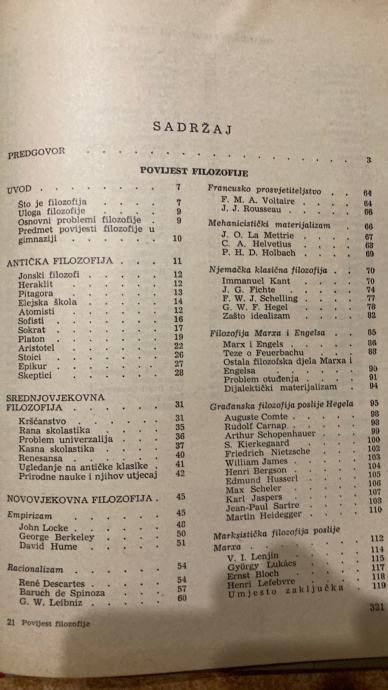 SADRŽAJ
PREDGOVOR . . . . . . . . . . . . . . . . 3
POVIJEST FILOZOFIJE
UVOD . . . . . . . 7
Što je filozofija . . . . . 7
Uloga filozofije . . . . . 9
Osnovni problemi filozofije . 9
Predmet povijesti filozofije u
gimnaziji . . . . . . 10
ANTIČKA FILOZOFIJA . . . 11
Jonski filozofi . . . . . 12
Heraklit . . . . . . 12
Pitagora . . . . . . 13
Elejska škola . . . . . 14
Atomisti . . . . . . 12
Sofisti . . . . . . 16
Sokrat . . . . . . 17
Platon . . . . . . 19
Aristotel . . . . . . 22
Stoici . . . . . . 26
Epikur . . . . . . 27
Skeptici . . . . . . 28
SREDNJOVJEKOVNA
FILOZOFIJA . . . . . 31
Kršćanstvo . . . . . 31
Rana skolastika . . . . 35
Problem univerzalija . . . 36
Kasna skolastika . . . . 37
Renesansa . . . . . 40
Ugledanje na antičke klasike . 41
Prirodne nauke i njihov utjecaj 42
NOVOVJEKOVNA FILOZOFIJA . 45
Empirizam . . . . . . 45
John Locke . . . . . 48
George Berkeley . . . . 50
David Hume . . . . . 51
Racionalizam . . . . . 54
René Descartes . . . . 54
Baruch de Spinoza . . . 57
G. W. Leibniz . . . . . 60
21 Povijest filozofije
Francusko prosvjetiteljstvo . . 64
F. M. A. Voltaire . . . . 64
J. J. Rousseau . . . . 66
Mehanicistički materijalizam . . 66
J. O. La Mettrie . . . . 67
C. A. Helvetius . . . . 68
P. H. D. Holbach . . . . 69
Njemačka klasična filozofija . . 70
Immanuel Kant . . . . 70
J. G. Fichte . . . . . 74
F. W. J. Schelling . . . . 77
G. W. F. Hegel . . . . 78
Zašto idealizam . . . . 82
Filozofija Marxa i Engelsa . . 85
Marx i Engels . . . . . 86
Teze o Feuerbachu . . . 88
Ostala filozofska djela Marxa i
Engelsa . . . . . . 90
Problem otuđenja . . . . 91
Dijalektički materijalizam . . 94
Građanska filozofija poslije Hegela 95
Auguste Comte . . . . 98
Rudolf Carnap . . . . 98
Arthur Schopenhauer . . . 99
S. Kierkegaard . . . . 100
Friedrich Nietzsche . . . 102
William James . . . . 103
Henri Bergson . . . . 104
Edmund Husserl . . . . 105
Max Scheler . . . . . 106
Karl Jaspers . . . . . 107
Jean-Paul Sartre . . . . 108
Martin Heidegger . . . . 110
Marksistička filozofija poslije
Marxa . . . . . . . 112
V. I. Lenjin . . . . . 114
György Lukács . . . . 115
Ernst Bloch . . . . . 117
Henri Lefebvre . . . . 118
Umjesto zaključka . . 119
321